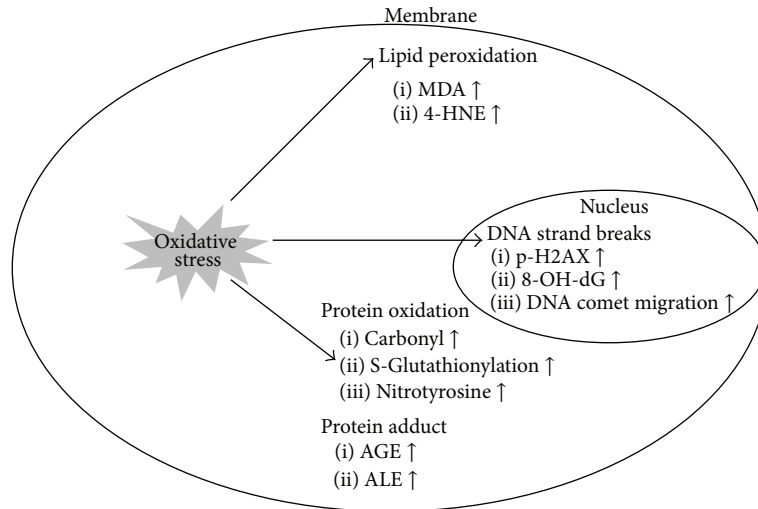 Membrane
Lipid peroxidation
(i) MDA ↑
(ii) 4-HNE ↑
Oxidative
stress
Nucleus
DNA strand breaks
(i) p-H2AX ↑
(ii) 8-OH-dG ↑
(iii) DNA comet migration ↑
Protein oxidation
(i) Carbonyl ↑
(ii) S-Glutathionylation ↑
(iii) Nitrotyrosine ↑
Protein adduct
(i) AGE ↑
(ii) ALE ↑